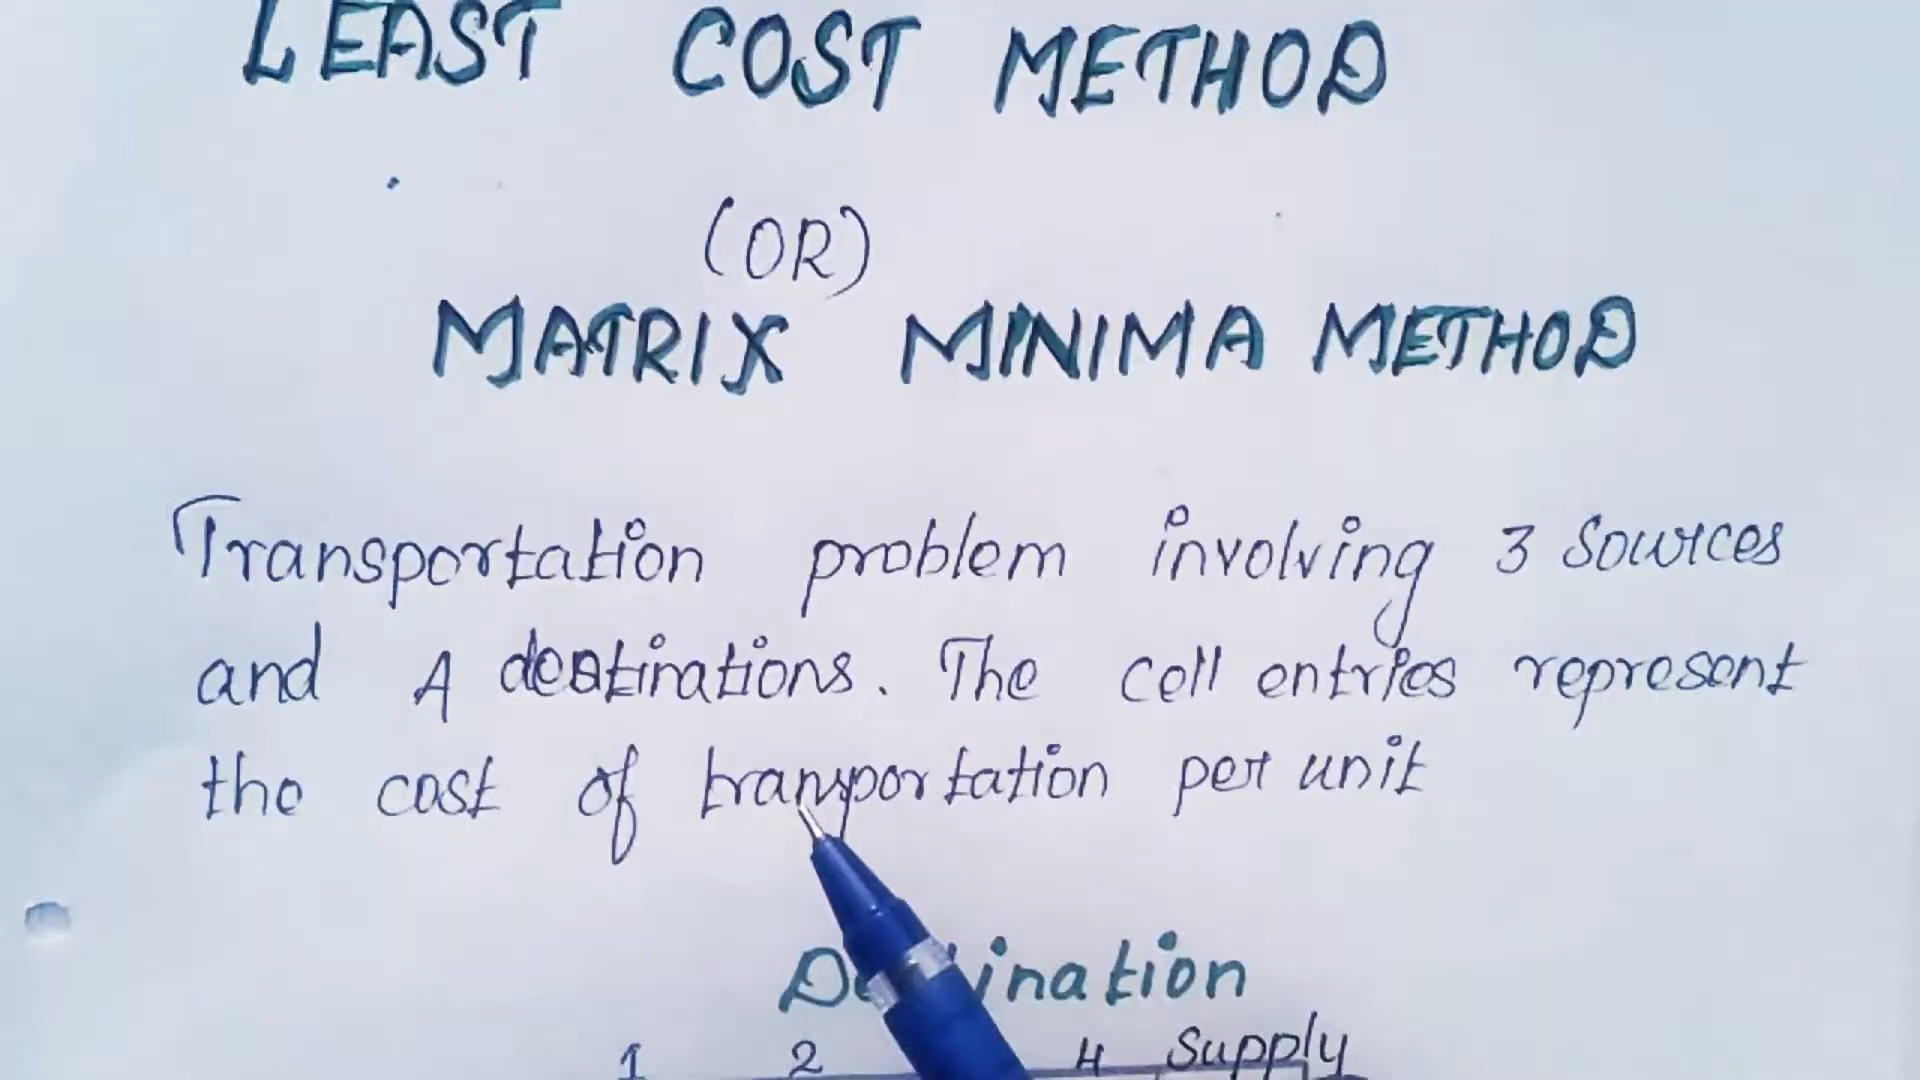 LEAST COST METHOD
(OR)
MATRIX MINIMA METHOD
Transportation problem involving 3 Sources
and 4 destinations. The cell entries represent
the cost of transportation per unit
1 2 4 Supply